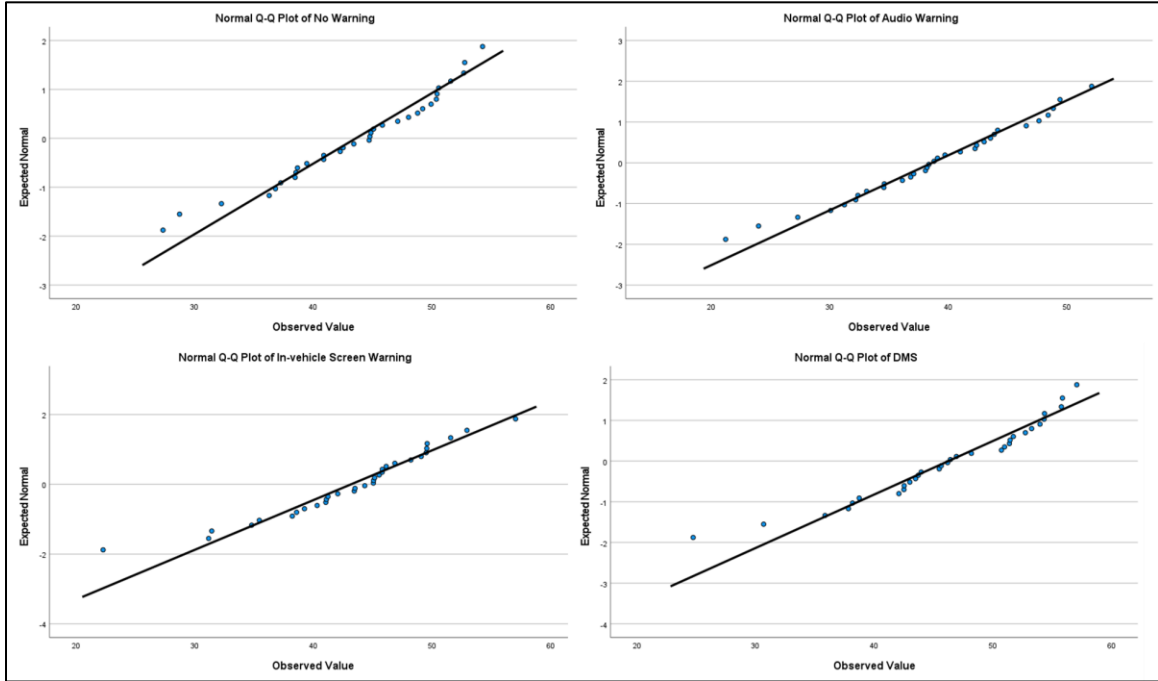 Normal Q-Q Plot of No Warning
2
1
0
-1
-2
-3
Expected Normal
20 30 40 50 60
Observed Value
Normal Q-Q Plot of Audio Warning
3
2
1
0
-1
-2
-3
Expected Normal
20 30 40 50
Observed Value
Normal Q-Q Plot of In-vehicle Screen Warning
2
0
-2
-4
Expected Normal
20 30 40 50 60
Observed Value
Normal Q-Q Plot of DMS
2
1
0
-1
-2
-3
-4
Expected Normal
20 30 40 50 60
Observed Value